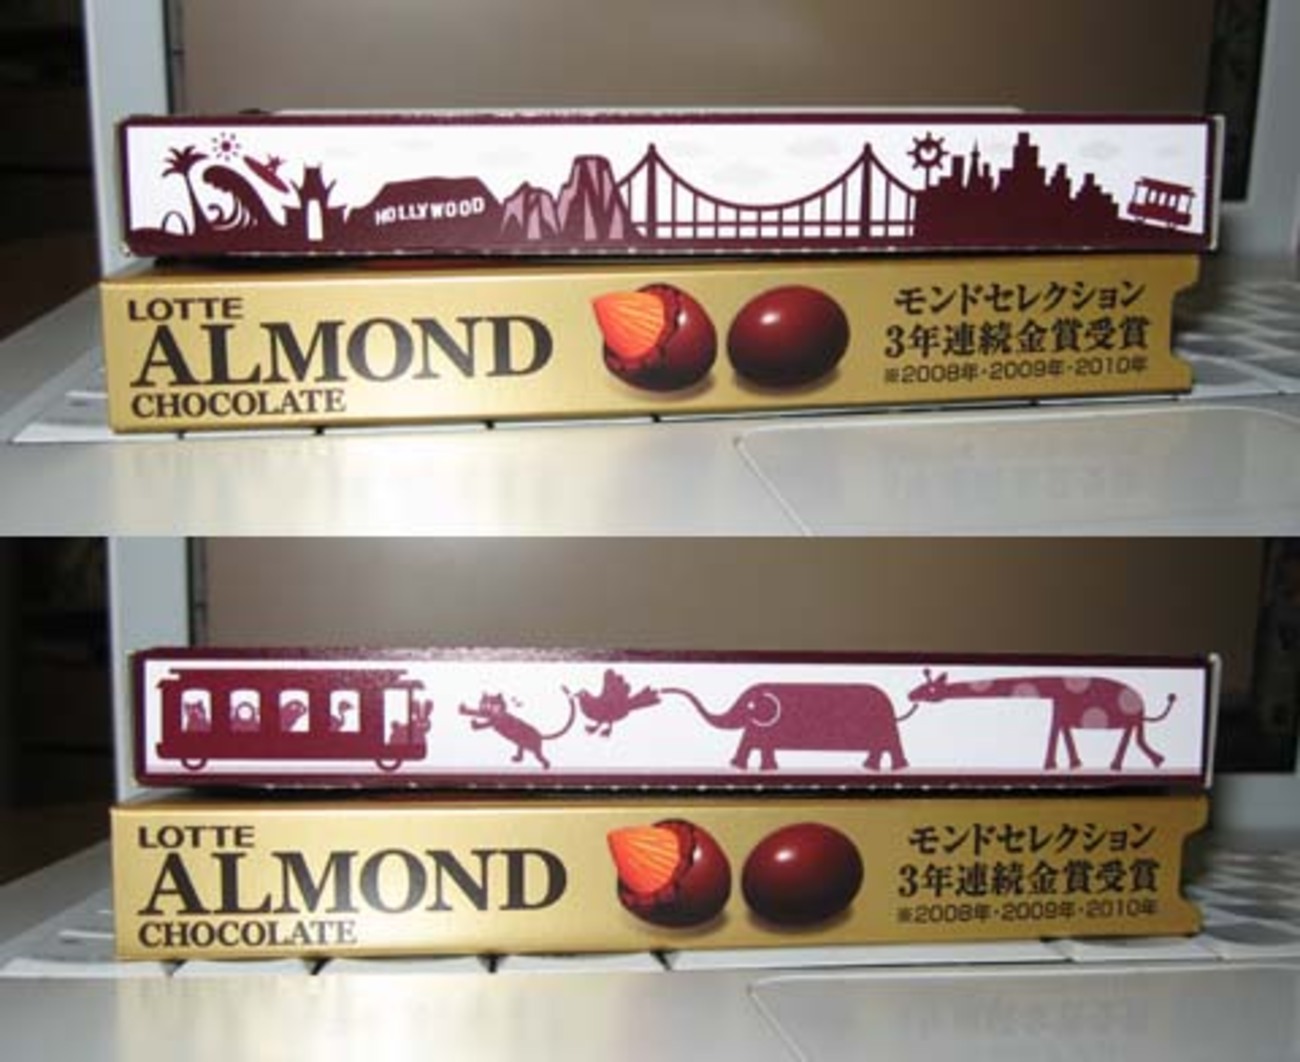 HOLLYWOOD
LOTTE
ALMOND
CHOCOLATE
モンドセレクション
3年連続金賞受賞
※2008年・2009年・2010年
LOTTE
ALMOND
CHOCOLATE
モンドセレクション
3年連続金賞受賞
※2008年・2009年・2010年